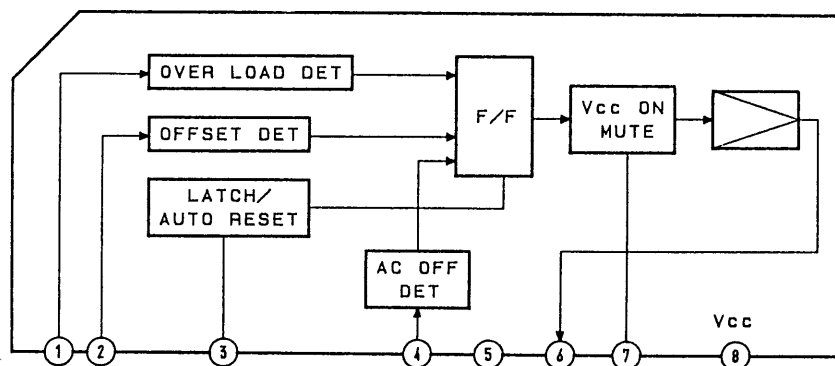 OVER LOAD DET
OFFSET DET
LATCH/
AUTO RESET
F/F
Vcc ON
MUTE
AC OFF
DET
Vcc
1 2 3 4 5 6 7 8